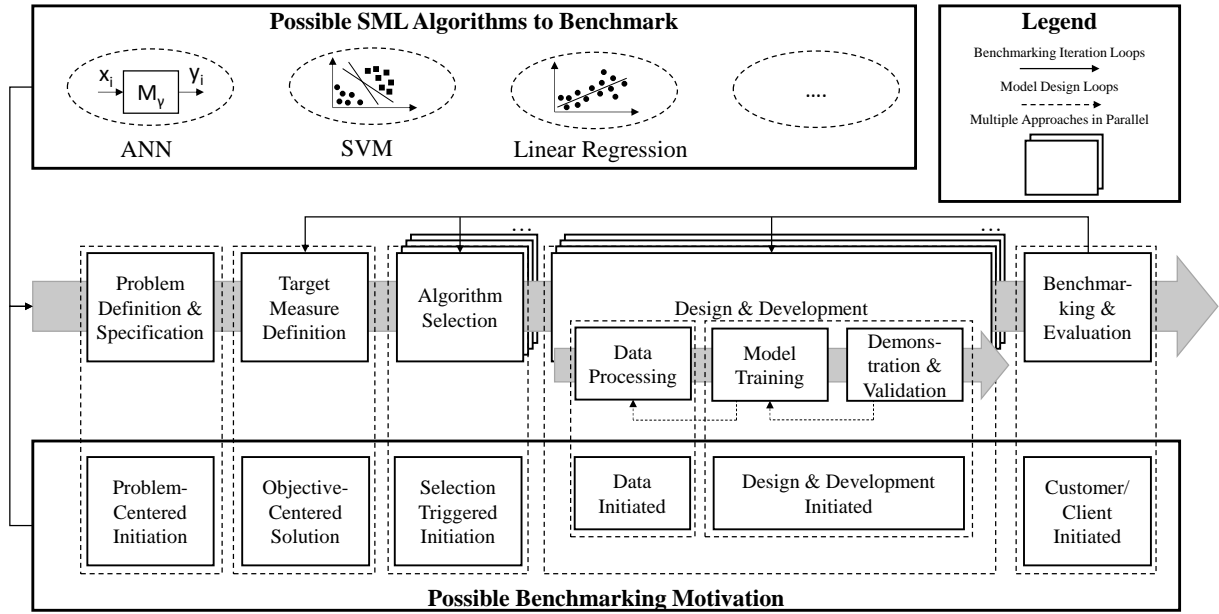 Possible SML Algorithms to Benchmark
x_i
M_γ
y_i
ANN
SVM
Linear Regression
....
Legend
Benchmarking Iteration Loops
Model Design Loops
Multiple Approaches in Parallel
Problem
Definition &
Specification
Target
Measure
Definition
...
Algorithm
Selection
...
Design & Development
Data
Processing
Model
Training
Demons-
tration &
Validation
Benchmar-
king &
Evaluation
Problem-
Centered
Initiation
Objective-
Centered
Solution
Selection
Triggered
Initiation
Data
Initiated
Design & Development
Initiated
Customer/
Client
Initiated
Possible Benchmarking Motivation